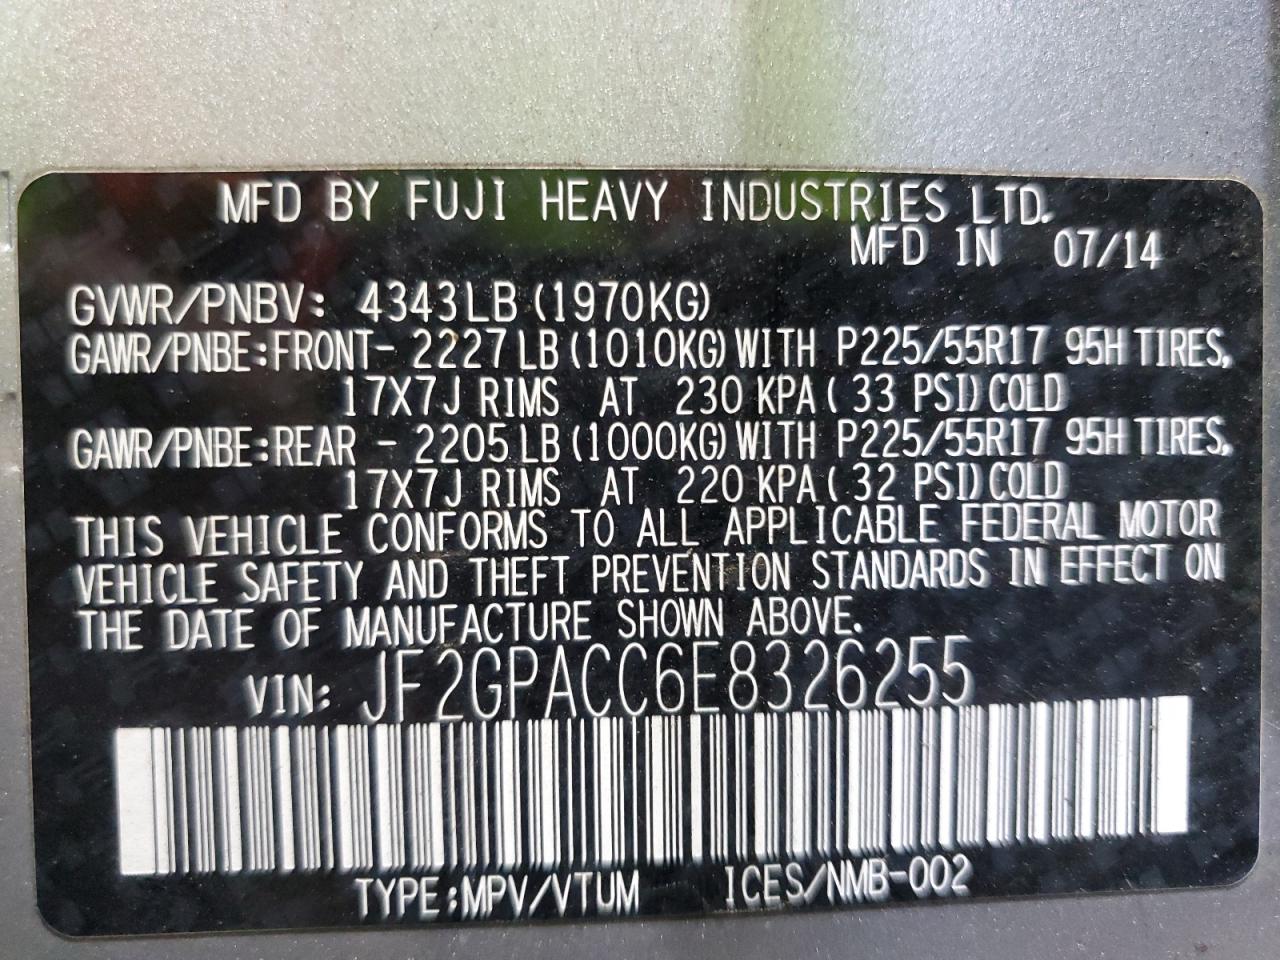 MFD BY FUJI HEAVY INDUSTRIES LTD.
MFD IN 07/14
GVWR/PNBV: 4343LB (1970KG)
GAWR/PNBE:FRONT- 2227LB (1010KG) WITH P225/55R17 95H TIRES,
17X7J RIMS AT 230 KPA ( 33 PSI) COLD
GAWR/PNBE:REAR - 2205LB (1000KG) WITH P225/55R17 95H TIRES,
17X7J RIMS AT 220 KPA ( 32 PSI) COLD
THIS VEHICLE CONFORMS TO ALL APPLICABLE FEDERAL MOTOR
VEHICLE SAFETY AND THEFT PREVENTION STANDARDS IN EFFECT ON
THE DATE OF MANUFACTURE SHOWN ABOVE.
VIN: JF2GPACC6E8326255
TYPE:MPV/VTUM ICES/NMB-002